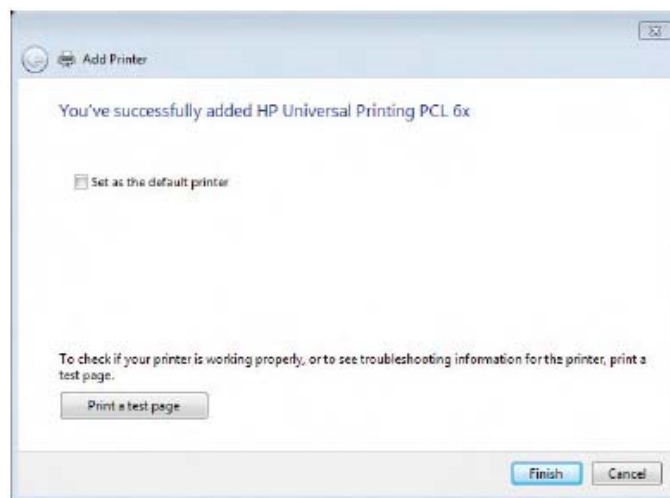 Add Printer
You've successfully added HP Universal Printing PCL 6x
Set as the default printer
To check if your printer is working properly, or to see troubleshooting information for the printer, print a
test page.
Print a test page
Finish Cancel